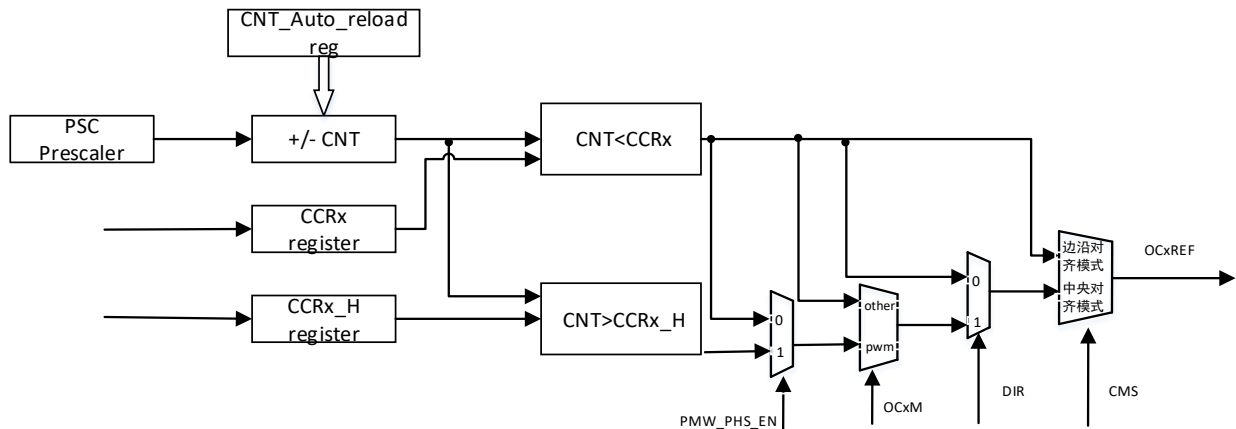 CNT_Auto_reload
reg
PSC
Prescaler
+/- CNT
CNT<CCRx
CCRx
register
CCRx_H
register
CNT>CCRx_H
0
1
other
pwm
0
1
边沿对
齐模式
中央对
齐模式
OCxREF
PMW_PHS_EN
OCxM
DIR
CMS